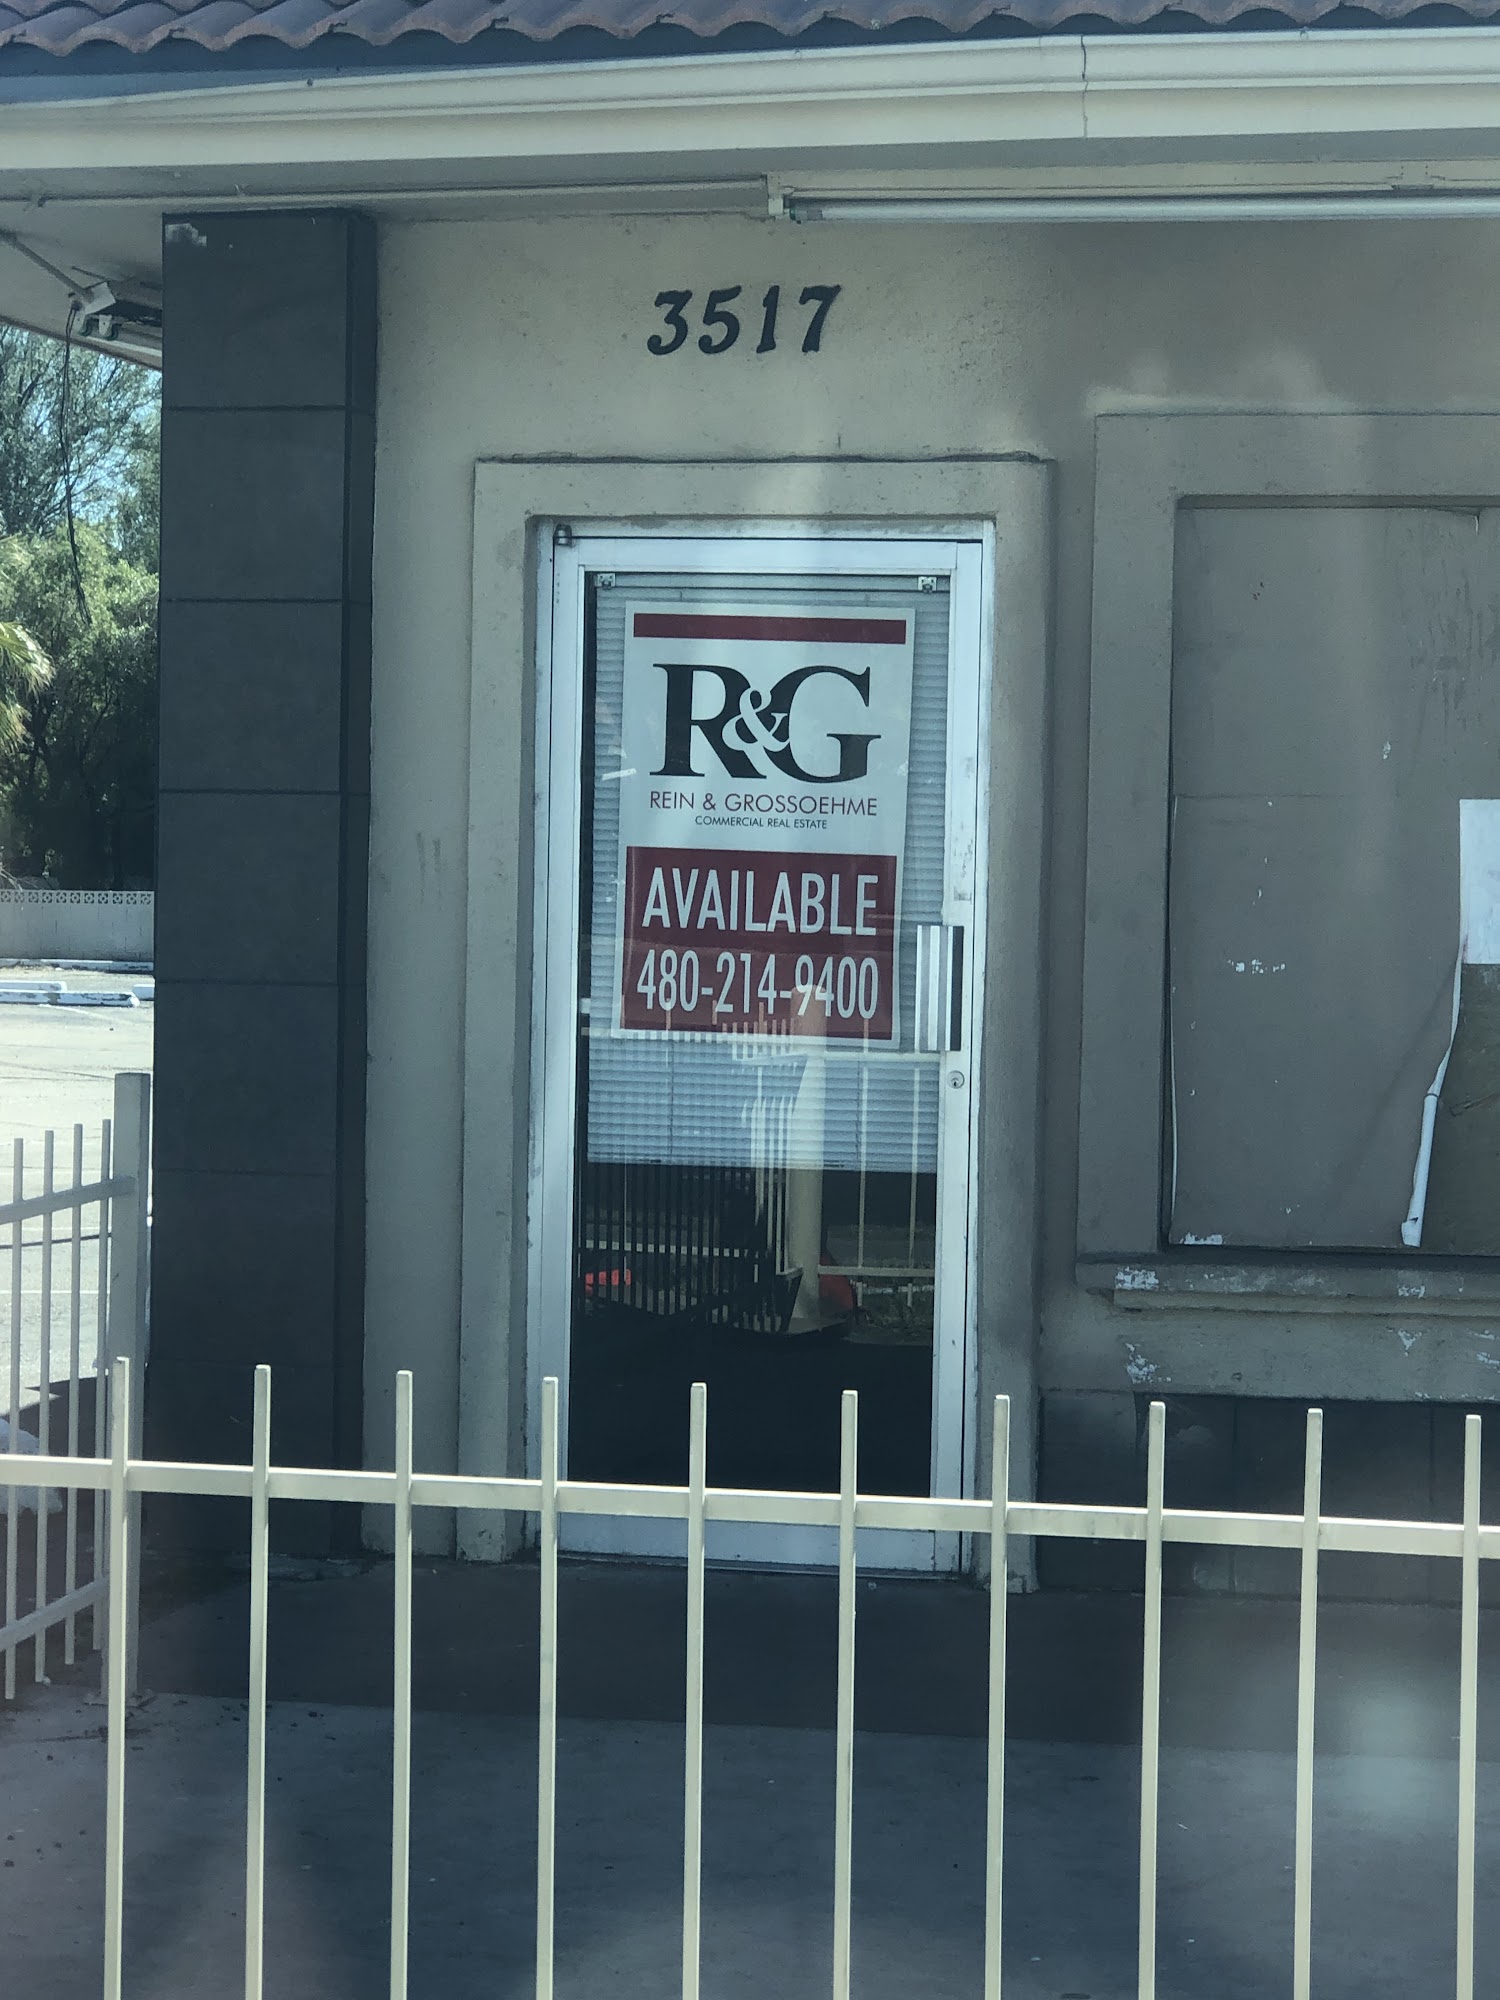 3517
R&G
REIN & GROSSOEHME
COMMERCIAL REAL ESTATE
AVAILABLE
480-214-9400